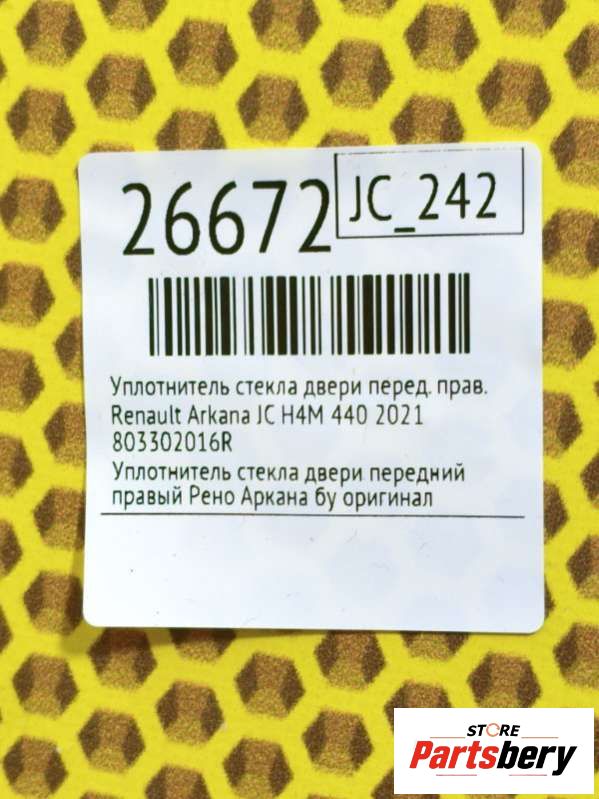 26672
JC_242
Уплотнитель стекла двери перед. прав.
Renault Arkana JC H4M 440 2021
803302016R
Уплотнитель стекла двери передний
правый Рено Аркана бу оригинал
STORE
Partsbery